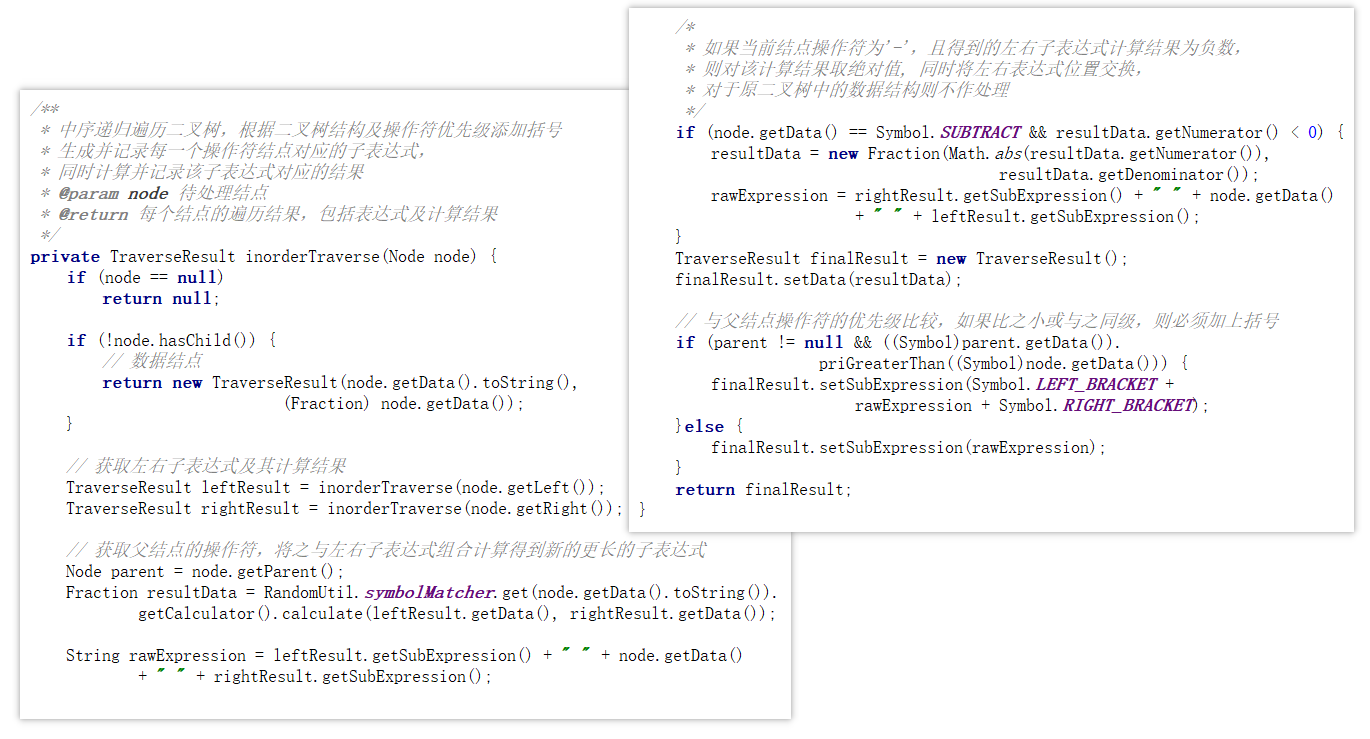 /**
 * 中序递归遍历二叉树，根据二叉树结构及操作符优先级添加括号
 * 生成并记录每一个操作符结点对应的子表达式，
 * 同时计算并记录该子表达式对应的结果
 * @param node 待处理结点
 * @return 每个结点的遍历结果，包括表达式及计算结果
 */
private TraverseResult inorderTraverse(Node node) {
    if (node == null)
        return null;

    if (!node.hasChild()) {
        // 数据结点
        return new TraverseResult(node.getData().toString(),
                (Fraction) node.getData());
    }

    // 获取左右子表达式及其计算结果
    TraverseResult leftResult = inorderTraverse(node.getLeft());
    TraverseResult rightResult = inorderTraverse(node.getRight());

    // 获取父结点的操作符，将之与左右子表达式组合计算得到新的更长的子表达式
    Node parent = node.getParent();
    Fraction resultData = RandomUtil.symbolMatcher.get(node.getData().toString()).
            getCalculator().calculate(leftResult.getData(), rightResult.getData());

    String rawExpression = leftResult.getSubExpression() + " " + node.getData()
            + " " + rightResult.getSubExpression();

    /*
     * 如果当前结点操作符为'-'，且得到的左右子表达式计算结果为负数，
     * 则对该计算结果取绝对值, 同时将左右表达式位置交换，
     * 对于原二叉树中的数据结构则不作处理
     */
    if (node.getData() == Symbol.SUBTRACT && resultData.getNumerator() < 0) {
        resultData = new Fraction(Math.abs(resultData.getNumerator()),
                                        resultData.getDenominator());
        rawExpression = rightResult.getSubExpression() + " " + node.getData()
                        + " " + leftResult.getSubExpression();
    }
    TraverseResult finalResult = new TraverseResult();
    finalResult.setData(resultData);

    // 与父结点操作符的优先级比较，如果比之小或与之同级，则必须加上括号
    if (parent != null && ((Symbol)parent.getData()).
                    priGreaterThan((Symbol)node.getData())) {
        finalResult.setSubExpression(Symbol.LEFT_BRACKET +
                        rawExpression + Symbol.RIGHT_BRACKET);
    }else {
        finalResult.setSubExpression(rawExpression);
    }
    return finalResult;
}